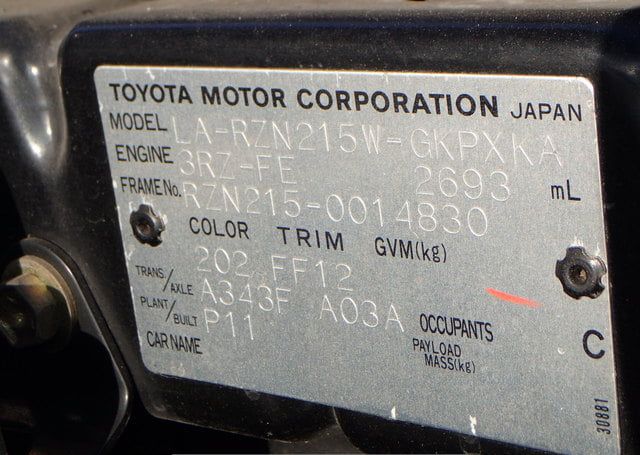 TOYOTA MOTOR CORPORATION JAPAN
MODEL LA-RZN215W-GKPXKA
ENGINE 3RZ-FE 2693 mL
FRAME No. RZN215-0014830
COLOR TRIM GVM(kg)
202 FF12
TRANS./AXLE A343F A03A
PLANT/BUILT P11
OCCUPANTS
C
CAR NAME
PAYLOAD
MASS(kg)
30881